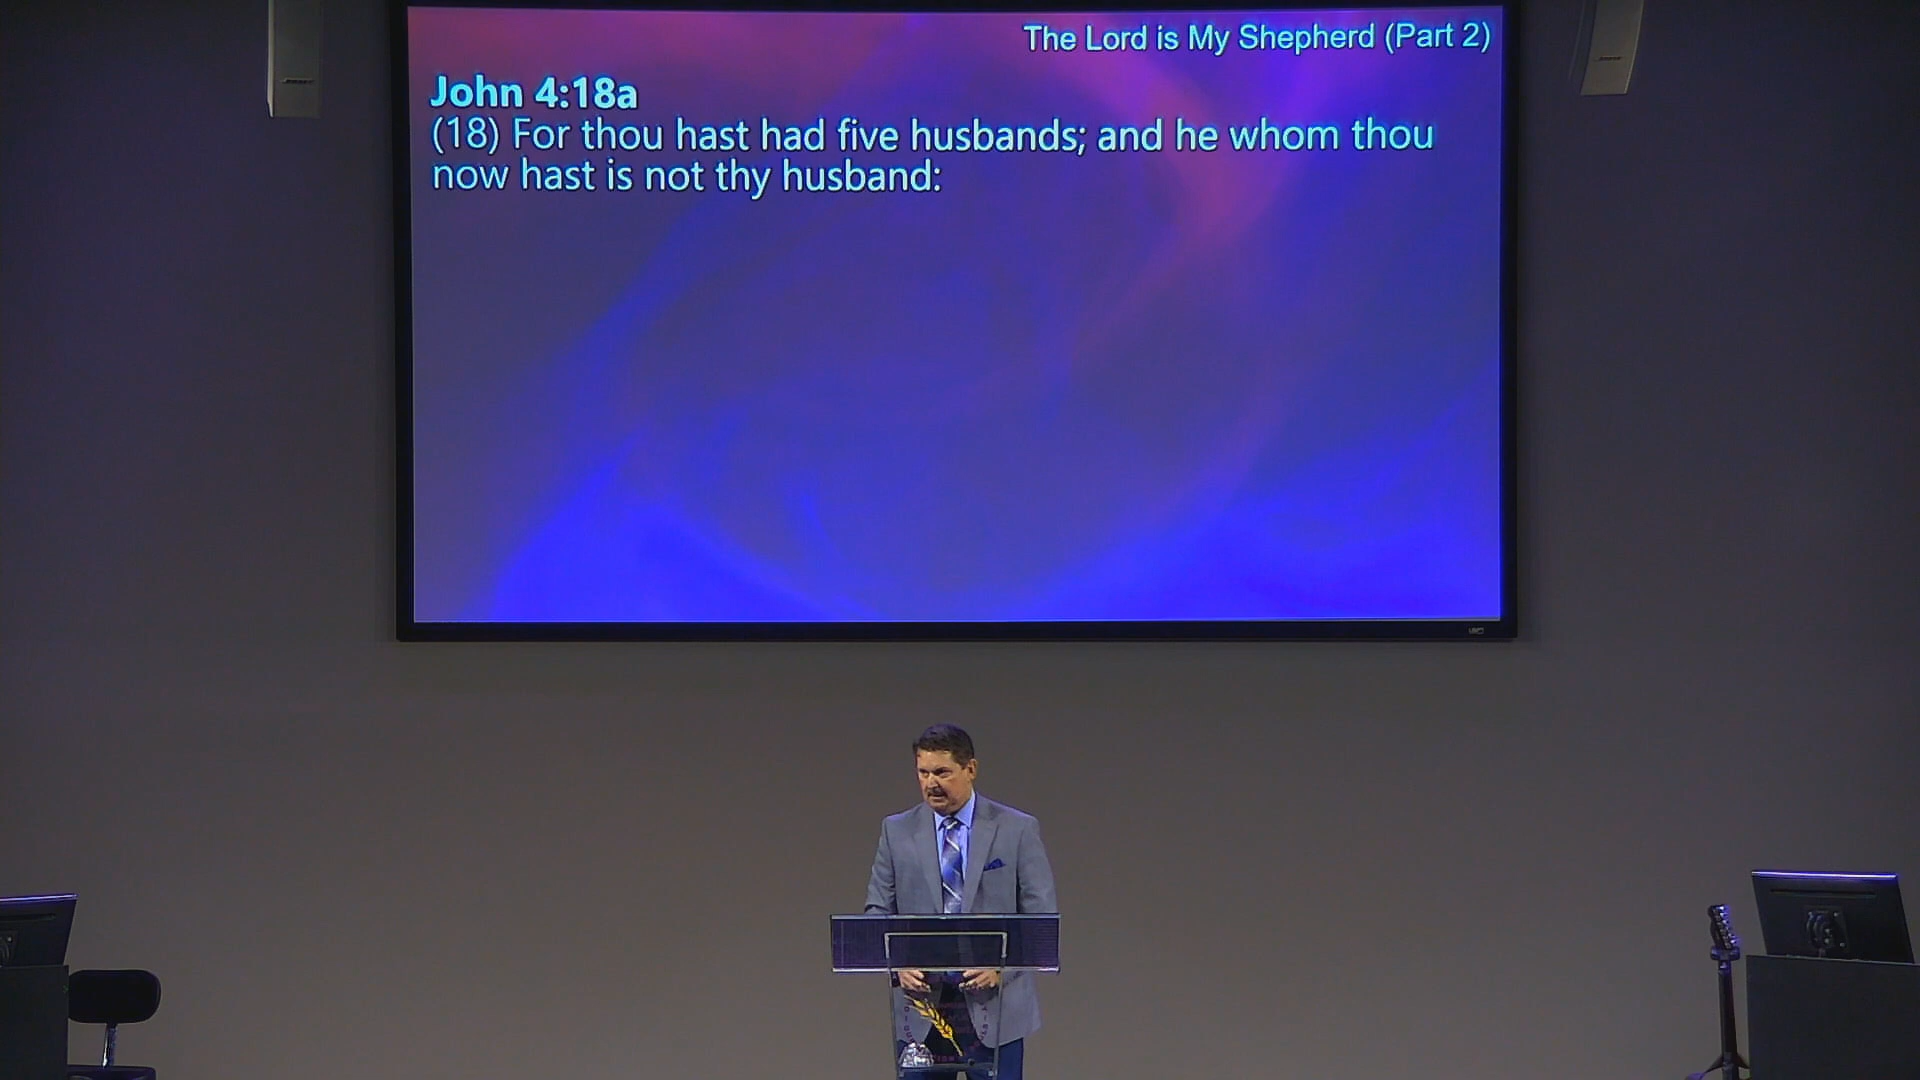 The Lord is My Shepherd (Part 2)
John 4:18a
(18) For thou hast had five husbands; and he whom thou
now hast is not thy husband: